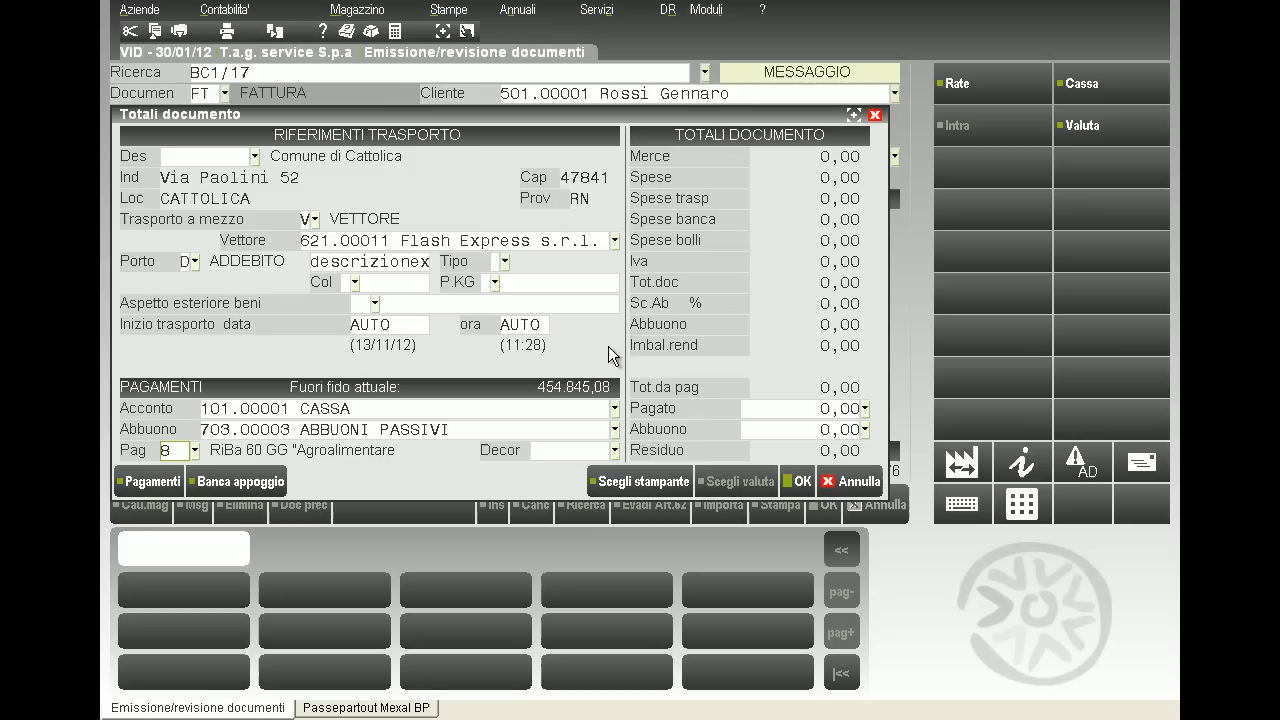 Aziende Contabilita' Magazzino Stampe Annuali Servizi DR Moduli ?
VID - 30/01/12 T.a.g. service S.p.a Emissione/revisione documenti
Ricerca BC1/17 MESSAGGIO
Documen FT FATTURA Cliente 501.00001 Rossi Gennaro
Totali documento
RIFERIMENTI TRASPORTO TOTALI DOCUMENTO
Des Comune di Cattolica Merce 0,00
Ind Via Paolini 52 Cap 47841 Spese 0,00
Loc CATTOLICA Prov RN Spese trasp 0,00
Trasporto a mezzo V VETTORE Spese banca 0,00
Vettore 621.00011 Flash Express s.r.l. Spese bolli 0,00
Porto D ADDEBITO descrizionex Tipo Iva 0,00
Col P.KG Tot.doc 0,00
Aspetto esteriore beni Sc.Ab % 0,00
Inizio trasporto data AUTO ora AUTO Abbuono 0,00
(13/11/12) (11:28) Imbal.rend 0,00
PAGAMENTI Fuori fido attuale: 454.845,08 Tot.da pag 0,00
Acconto 101.00001 CASSA Pagato 0,00
Abbuono 703.00003 ABBUONI PASSIVI Abbuono 0,00
Pag 8 RiBa 60 GG "Agroalimentare Decor Residuo 0,00
Pagamenti Banca appoggio Scegli stampante Scegli valuta OK Annulla
Cau.mag Msg Elimina Doc prec Ins Canc Ricerca Evadi Art.62 Importa Stampa OK Annulla
Rate Cassa
Intra Valuta
AD
<<
pag-
pag+
|<<
Emissione/revisione documenti Passepartout Mexal BP